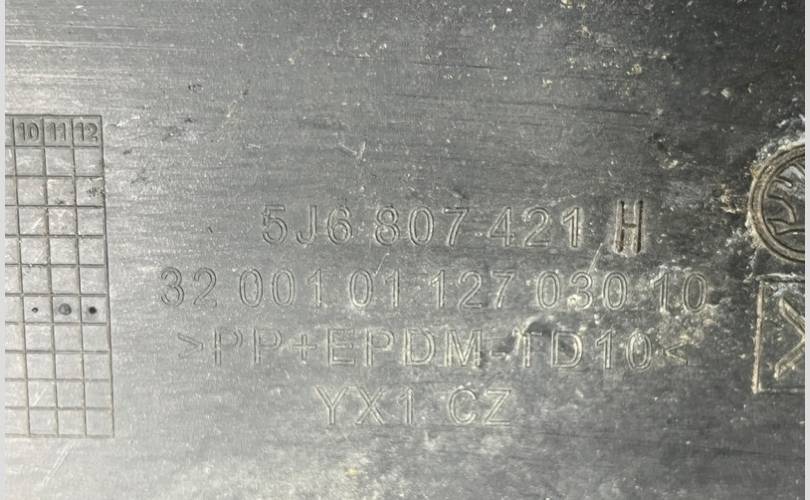 10 11 12
5J6 807 421 H
32 001 01 127 030 10
>PP+EPDM-TD10<
YX1 CZ